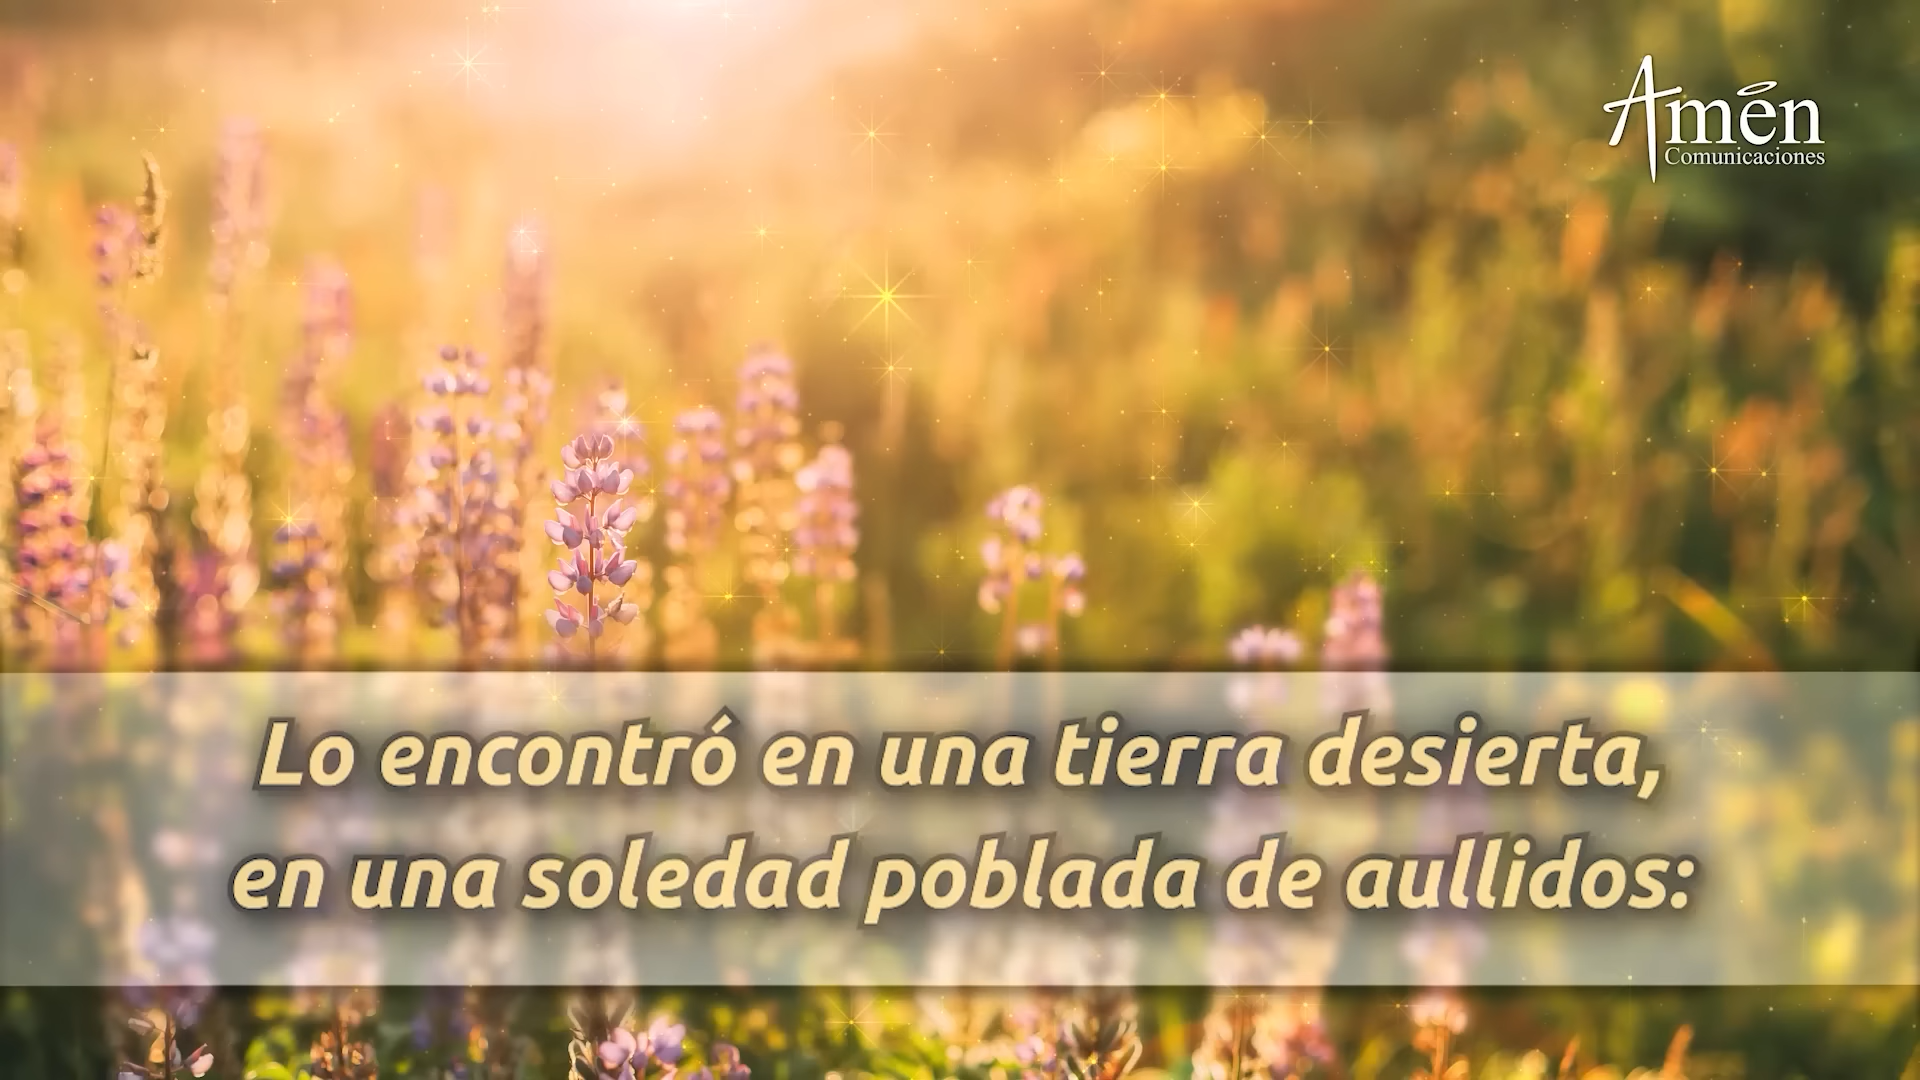 Amén
Comunicaciones
Lo encontró en una tierra desierta,
en una soledad poblada de aullidos: